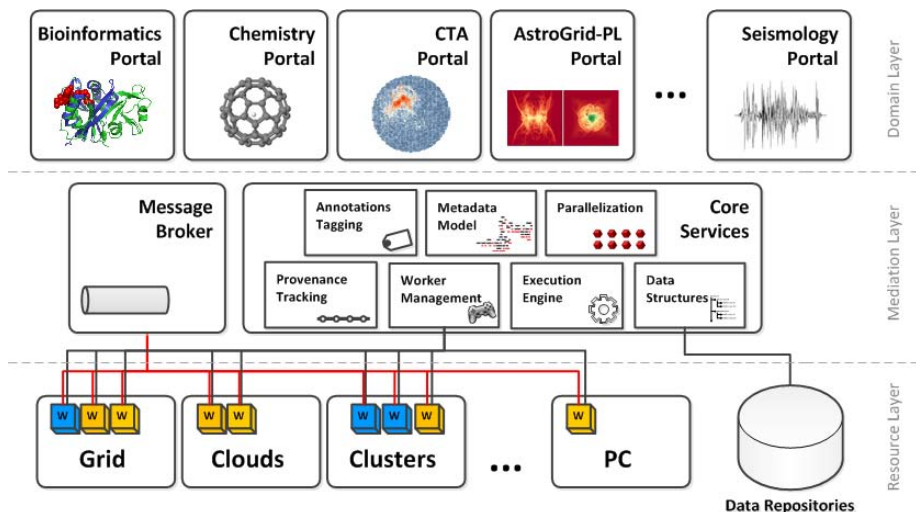 Bioinformatics
Portal
Chemistry
Portal
CTA
Portal
AstroGrid-PL
Portal
...
Seismology
Portal
Domain Layer
Message
Broker
Core
Services
Annotations
Tagging
Metadata
Model
Parallelization
Provenance
Tracking
Worker
Management
Execution
Engine
Data
Structures
Mediation Layer
W
W
W
Grid
W
W
Clouds
W
W
W
Clusters
...
W
PC
Data Repositories
Resource Layer